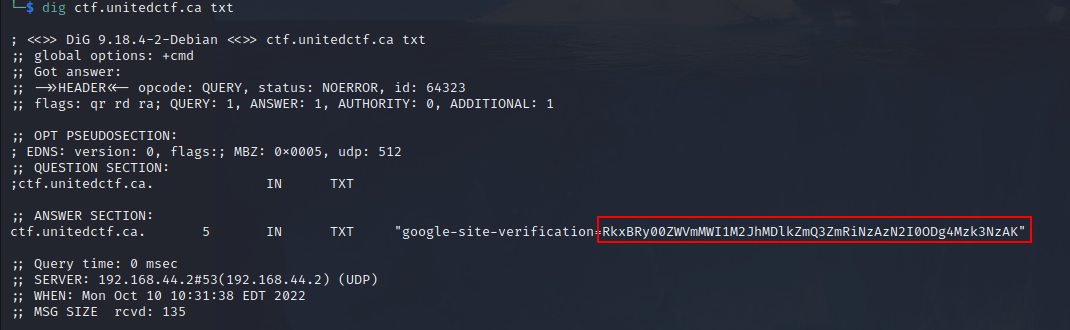 └─$ dig ctf.unitedctf.ca txt
; <<>> DiG 9.18.4-2-Debian <<>> ctf.unitedctf.ca txt
;; global options: +cmd
;; Got answer:
;; ->>HEADER<<- opcode: QUERY, status: NOERROR, id: 64323
;; flags: qr rd ra; QUERY: 1, ANSWER: 1, AUTHORITY: 0, ADDITIONAL: 1
;; OPT PSEUDOSECTION:
; EDNS: version: 0, flags:; MBZ: 0×0005, udp: 512
;; QUESTION SECTION:
;ctf.unitedctf.ca. IN TXT
;; ANSWER SECTION:
ctf.unitedctf.ca. 5 IN TXT "google-site-verification=RkxBRy00ZWVmMWI1M2JhMDlkZmQ3ZmRiNzAzN2I0ODg4Mzk3NzAK"
;; Query time: 0 msec
;; SERVER: 192.168.44.2#53(192.168.44.2) (UDP)
;; WHEN: Mon Oct 10 10:31:38 EDT 2022
;; MSG SIZE rcvd: 135